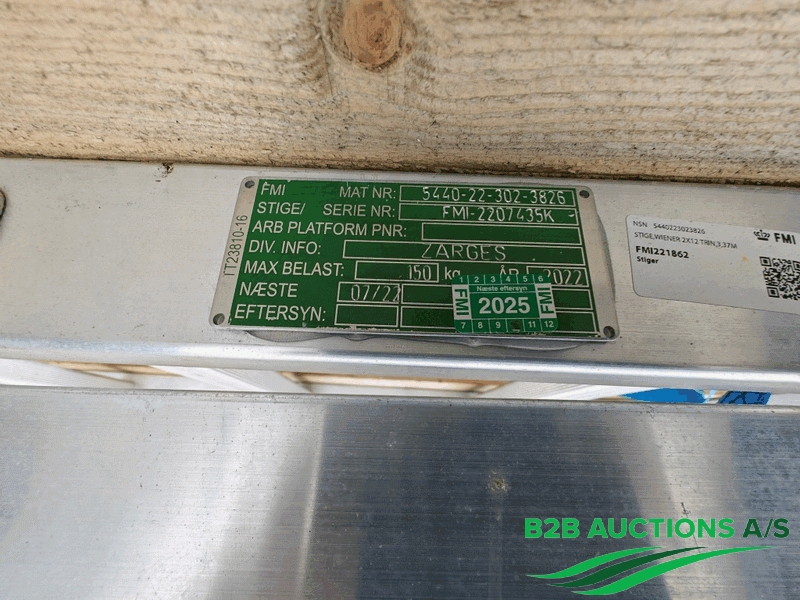 IT23810-16
FMI MAT NR: 5440-22-302-3826
STIGE/ SERIE NR: FMI-2207435K
ARB PLATFORM PNR:
DIV. INFO: ZARGES
MAX BELAST: 150 kg ÅR 2022
NÆSTE 07/22
EFTERSYN:
1 2 3 4 5 6
Næste eftersyn
FMI 2025 FMI
7 8 9 11 12
NSN 5440223023826
STIGE,WIENER 2X12 TRIN,3,37M
FMI221862
Stiger
FMI
B2B AUCTIONS A/S